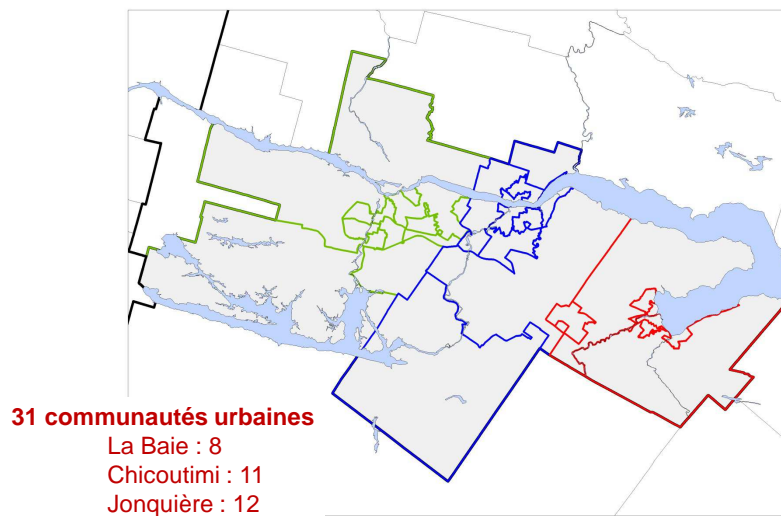 31 communautés urbaines
La Baie : 8
Chicoutimi : 11
Jonquière : 12